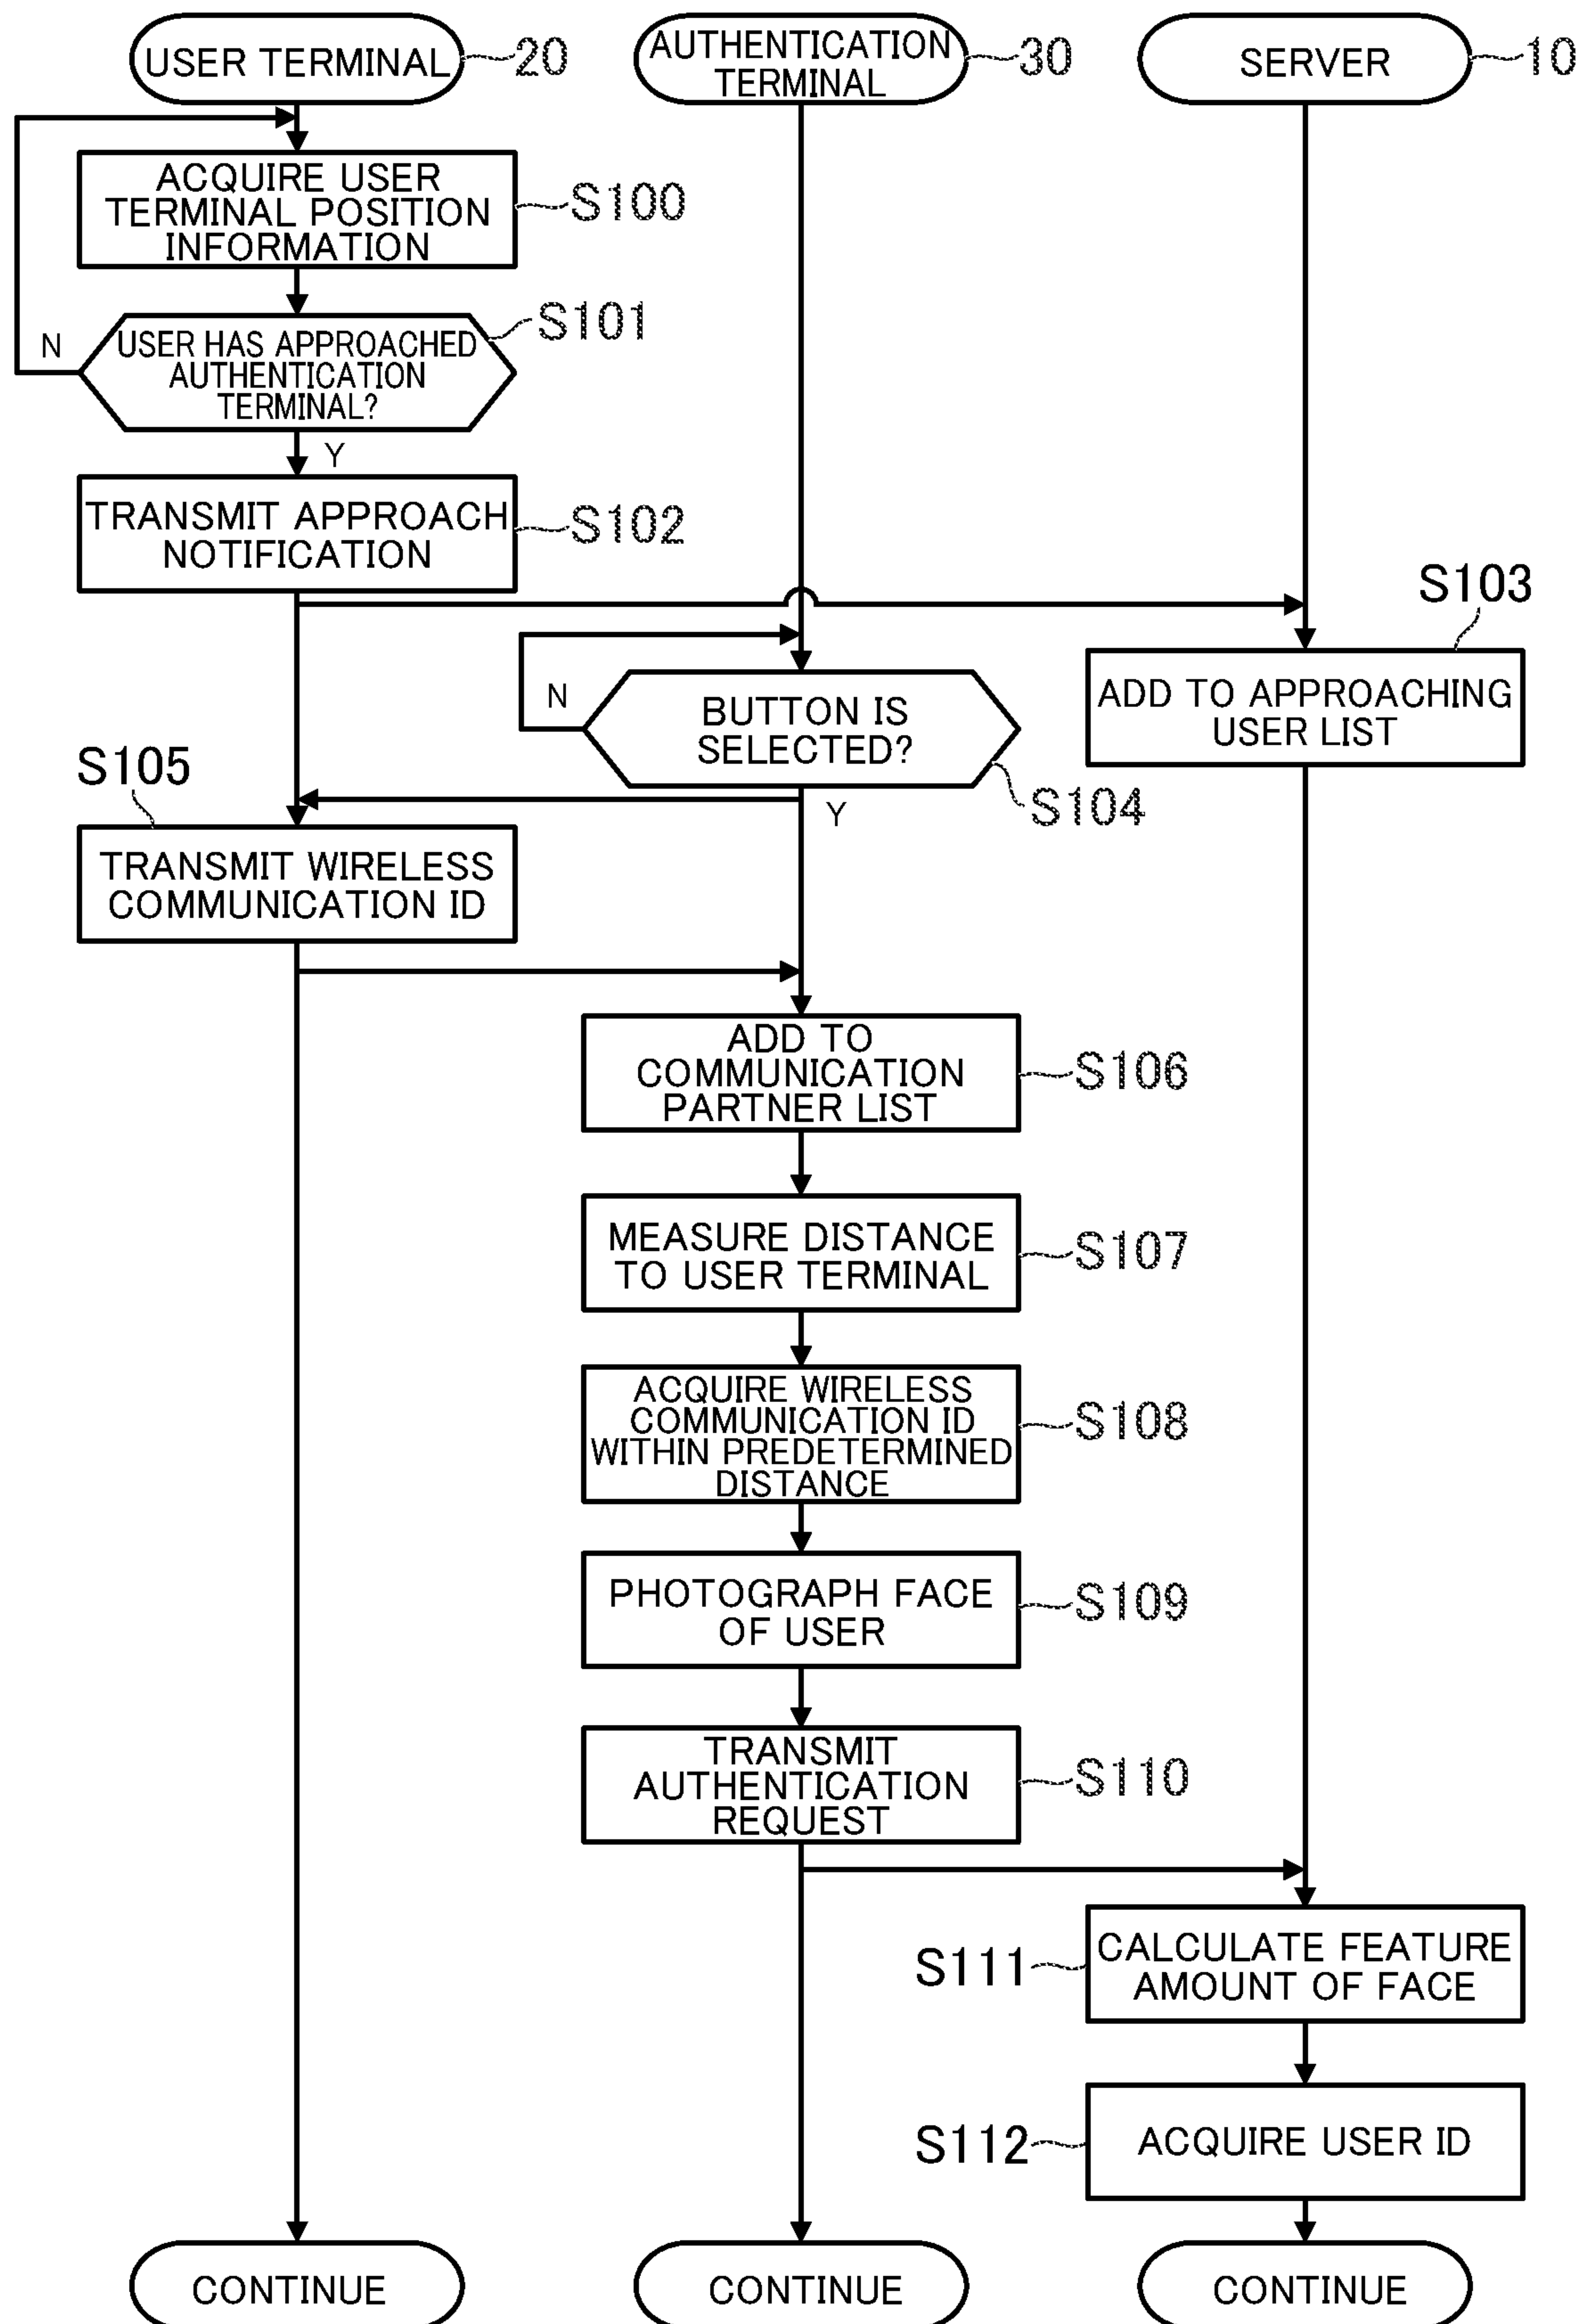 USER TERMINAL
20
AUTHENTICATION
TERMINAL
30
SERVER
10
ACQUIRE USER
TERMINAL POSITION
INFORMATION
S100
USER HAS APPROACHED
AUTHENTICATION
TERMINAL?
S101
N
Y
TRANSMIT APPROACH
NOTIFICATION
S102
S103
ADD TO APPROACHING
USER LIST
BUTTON IS
SELECTED?
N
Y
S104
S105
TRANSMIT WIRELESS
COMMUNICATION ID
ADD TO
COMMUNICATION
PARTNER LIST
S106
MEASURE DISTANCE
TO USER TERMINAL
S107
ACQUIRE WIRELESS
COMMUNICATION ID
WITHIN PREDETERMINED
DISTANCE
S108
PHOTOGRAPH FACE
OF USER
S109
TRANSMIT
AUTHENTICATION
REQUEST
S110
S111
CALCULATE FEATURE
AMOUNT OF FACE
S112
ACQUIRE USER ID
CONTINUE
CONTINUE
CONTINUE